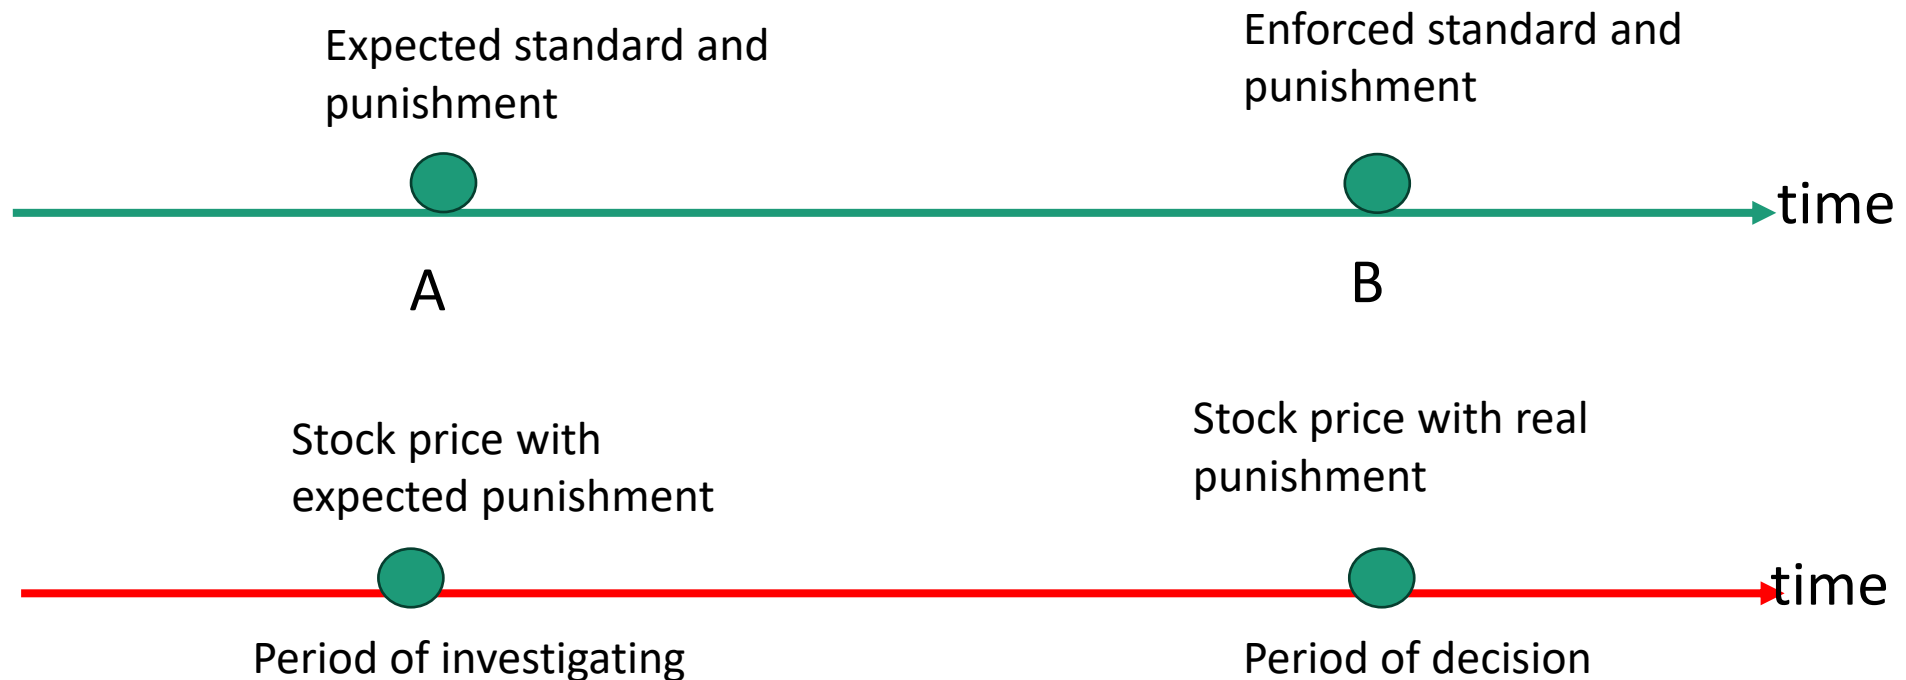 Expected standard and
punishment
Enforced standard and
punishment
time
A
B
Stock price with
expected punishment
Stock price with real
punishment
time
Period of investigating
Period of decision